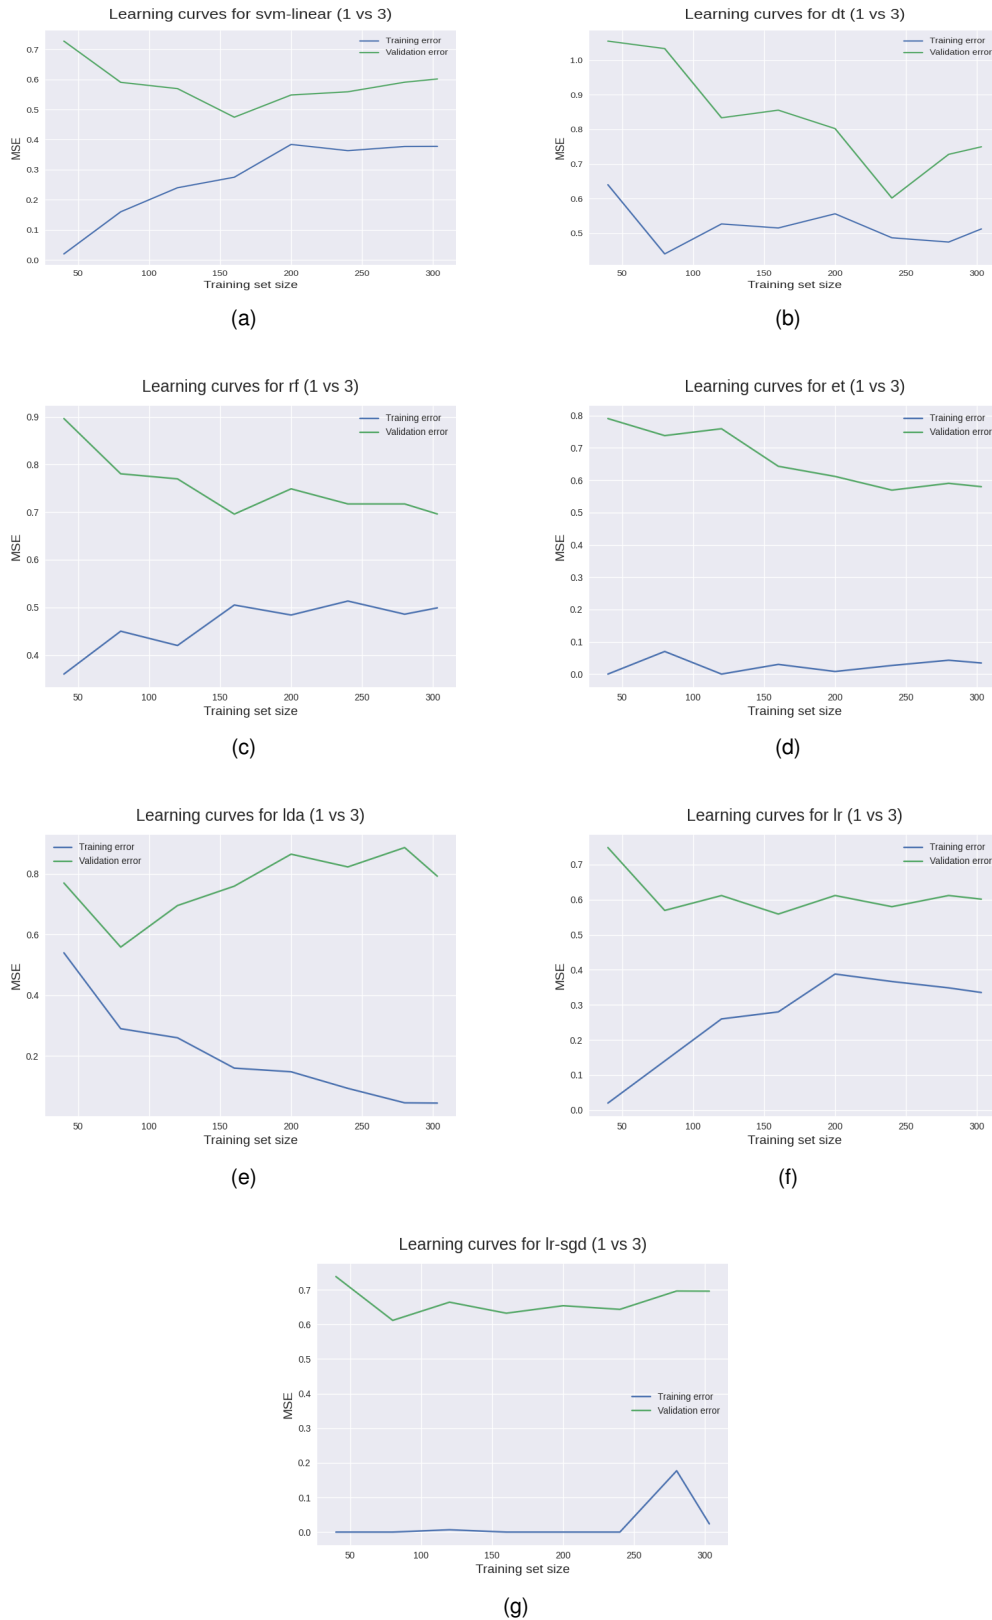 Learning curves for svm-linear (1 vs 3)
Training error
Validation error
MSE
0.7
0.6
0.5
0.4
0.3
0.2
0.1
0.0
50 100 150 200 250 300
Training set size
(a)
Learning curves for dt (1 vs 3)
Training error
Validation error
MSE
1.0
0.9
0.8
0.7
0.6
0.5
50 100 150 200 250 300
Training set size
(b)
Learning curves for rf (1 vs 3)
Training error
Validation error
MSE
0.9
0.8
0.7
0.6
0.5
0.4
50 100 150 200 250 300
Training set size
(c)
Learning curves for et (1 vs 3)
Training error
Validation error
MSE
0.8
0.7
0.6
0.5
0.4
0.3
0.2
0.1
0.0
50 100 150 200 250 300
Training set size
(d)
Learning curves for lda (1 vs 3)
Training error
Validation error
MSE
0.8
0.6
0.4
0.2
50 100 150 200 250 300
Training set size
(e)
Learning curves for lr (1 vs 3)
Training error
Validation error
MSE
0.7
0.6
0.5
0.4
0.3
0.2
0.1
0.0
50 100 150 200 250 300
Training set size
(f)
Learning curves for lr-sgd (1 vs 3)
Training error
Validation error
MSE
0.7
0.6
0.5
0.4
0.3
0.2
0.1
0.0
50 100 150 200 250 300
Training set size
(g)